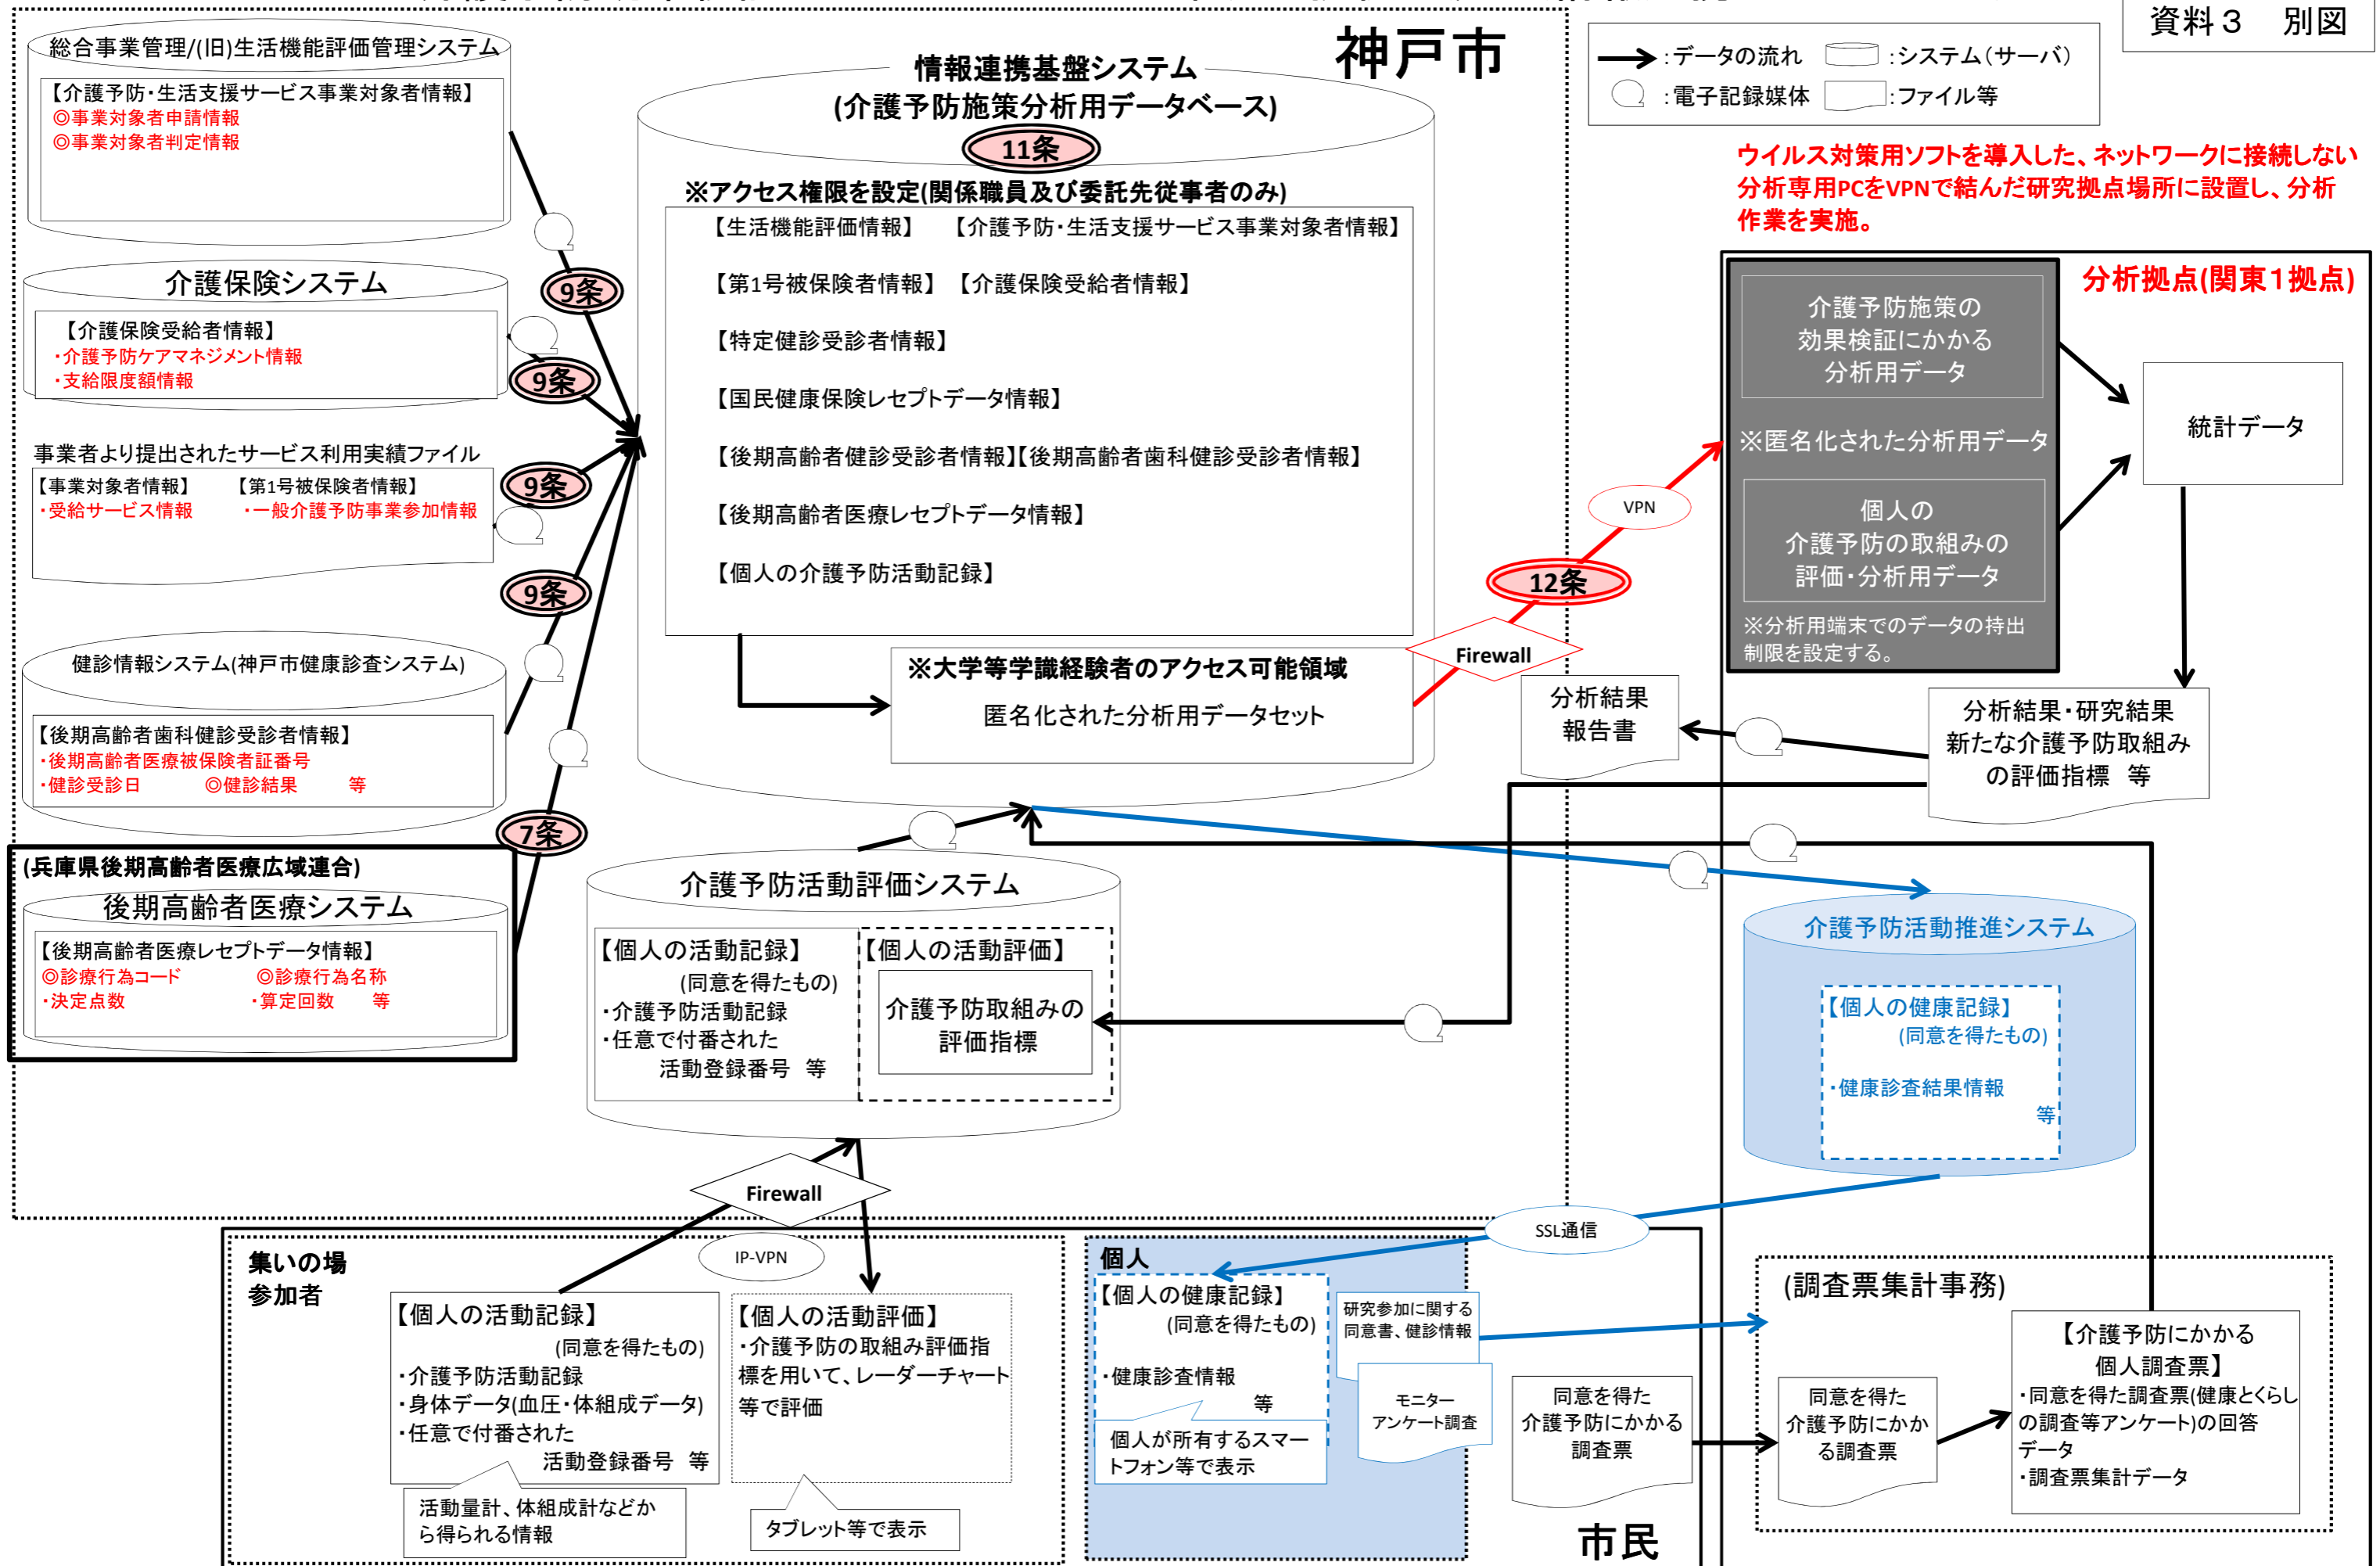 資料３　別図
神戸市
：データの流れ
：システム（サーバ）
：電子記録媒体
：ファイル等
総合事業管理/(旧)生活機能評価管理システム
【介護予防・生活支援サービス事業対象者情報】
◎事業対象者申請情報
◎事業対象者判定情報
9条
介護保険システム
【介護保険受給者情報】
・介護予防ケアマネジメント情報
・支給限度額情報
9条
事業者より提出されたサービス利用実績ファイル
【事業対象者情報】　【第1号被保険者情報】
・受給サービス情報　・一般介護予防事業参加情報
9条
9条
健診情報システム(神戸市健康診査システム)
【後期高齢者歯科健診受診者情報】
・後期高齢者医療被保険者証番号
・健診受診日　◎健診結果　等
7条
(兵庫県後期高齢者医療広域連合)
後期高齢者医療システム
【後期高齢者医療レセプトデータ情報】
◎診療行為コード　◎診療行為名称
・決定点数　・算定回数　等
情報連携基盤システム
(介護予防施策分析用データベース)
11条
※アクセス権限を設定(関係職員及び委託先従事者のみ)
【生活機能評価情報】　【介護予防・生活支援サービス事業対象者情報】
【第1号被保険者情報】【介護保険受給者情報】
【特定健診受診者情報】
【国民健康保険レセプトデータ情報】
【後期高齢者健診受診者情報】【後期高齢者歯科健診受診者情報】
【後期高齢者医療レセプトデータ情報】
【個人の介護予防活動記録】
※大学等学識経験者のアクセス可能領域
匿名化された分析用データセット
Firewall
12条
VPN
ウイルス対策用ソフトを導入した、ネットワークに接続しない
分析専用PCをVPNで結んだ研究拠点場所に設置し、分析
作業を実施。
分析拠点(関東１拠点)
介護予防施策の
効果検証にかかる
分析用データ
※匿名化された分析用データ
個人の
介護予防の取組みの
評価・分析用データ
※分析用端末でのデータの持出
制限を設定する。
統計データ
分析結果・研究結果
新たな介護予防取組み
の評価指標　等
分析結果
報告書
介護予防活動評価システム
【個人の活動記録】
(同意を得たもの)
・介護予防活動記録
・任意で付番された
活動登録番号　等
【個人の活動評価】
介護予防取組みの
評価指標
介護予防活動推進システム
【個人の健康記録】
(同意を得たもの)
・健康診査結果情報
等
Firewall
IP-VPN
SSL通信
集いの場
参加者
【個人の活動記録】
(同意を得たもの)
・介護予防活動記録
・身体データ(血圧・体組成データ)
・任意で付番された
活動登録番号　等
活動量計、体組成計などか
ら得られる情報
【個人の活動評価】
・介護予防の取組み評価指
標を用いて、レーダーチャート
等で評価
タブレット等で表示
個人
【個人の健康記録】
(同意を得たもの)
・健康診査情報
等
個人が所有するスマー
トフォン等で表示
研究参加に関する
同意書、健診情報
モニター
アンケート調査
同意を得た
介護予防にかかる
調査票
市民
(調査票集計事務)
同意を得た
介護予防にかか
る調査票
【介護予防にかかる
個人調査票】
・同意を得た調査票(健康とくらし
の調査等アンケート)の回答
データ
・調査票集計データ